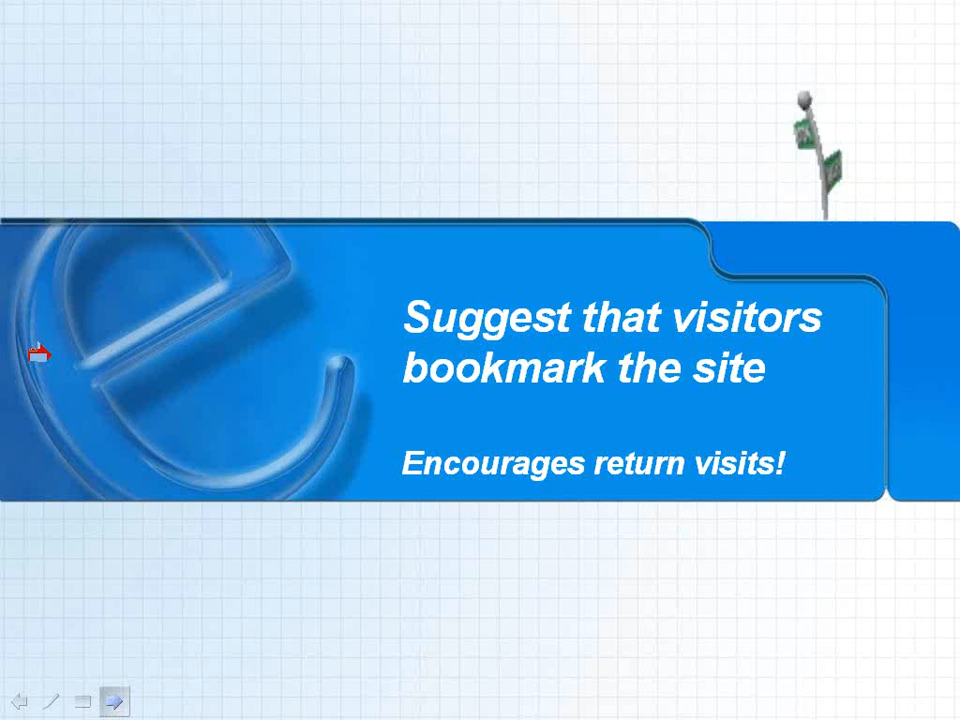 Suggest that visitors
bookmark the site
Encourages return visits!